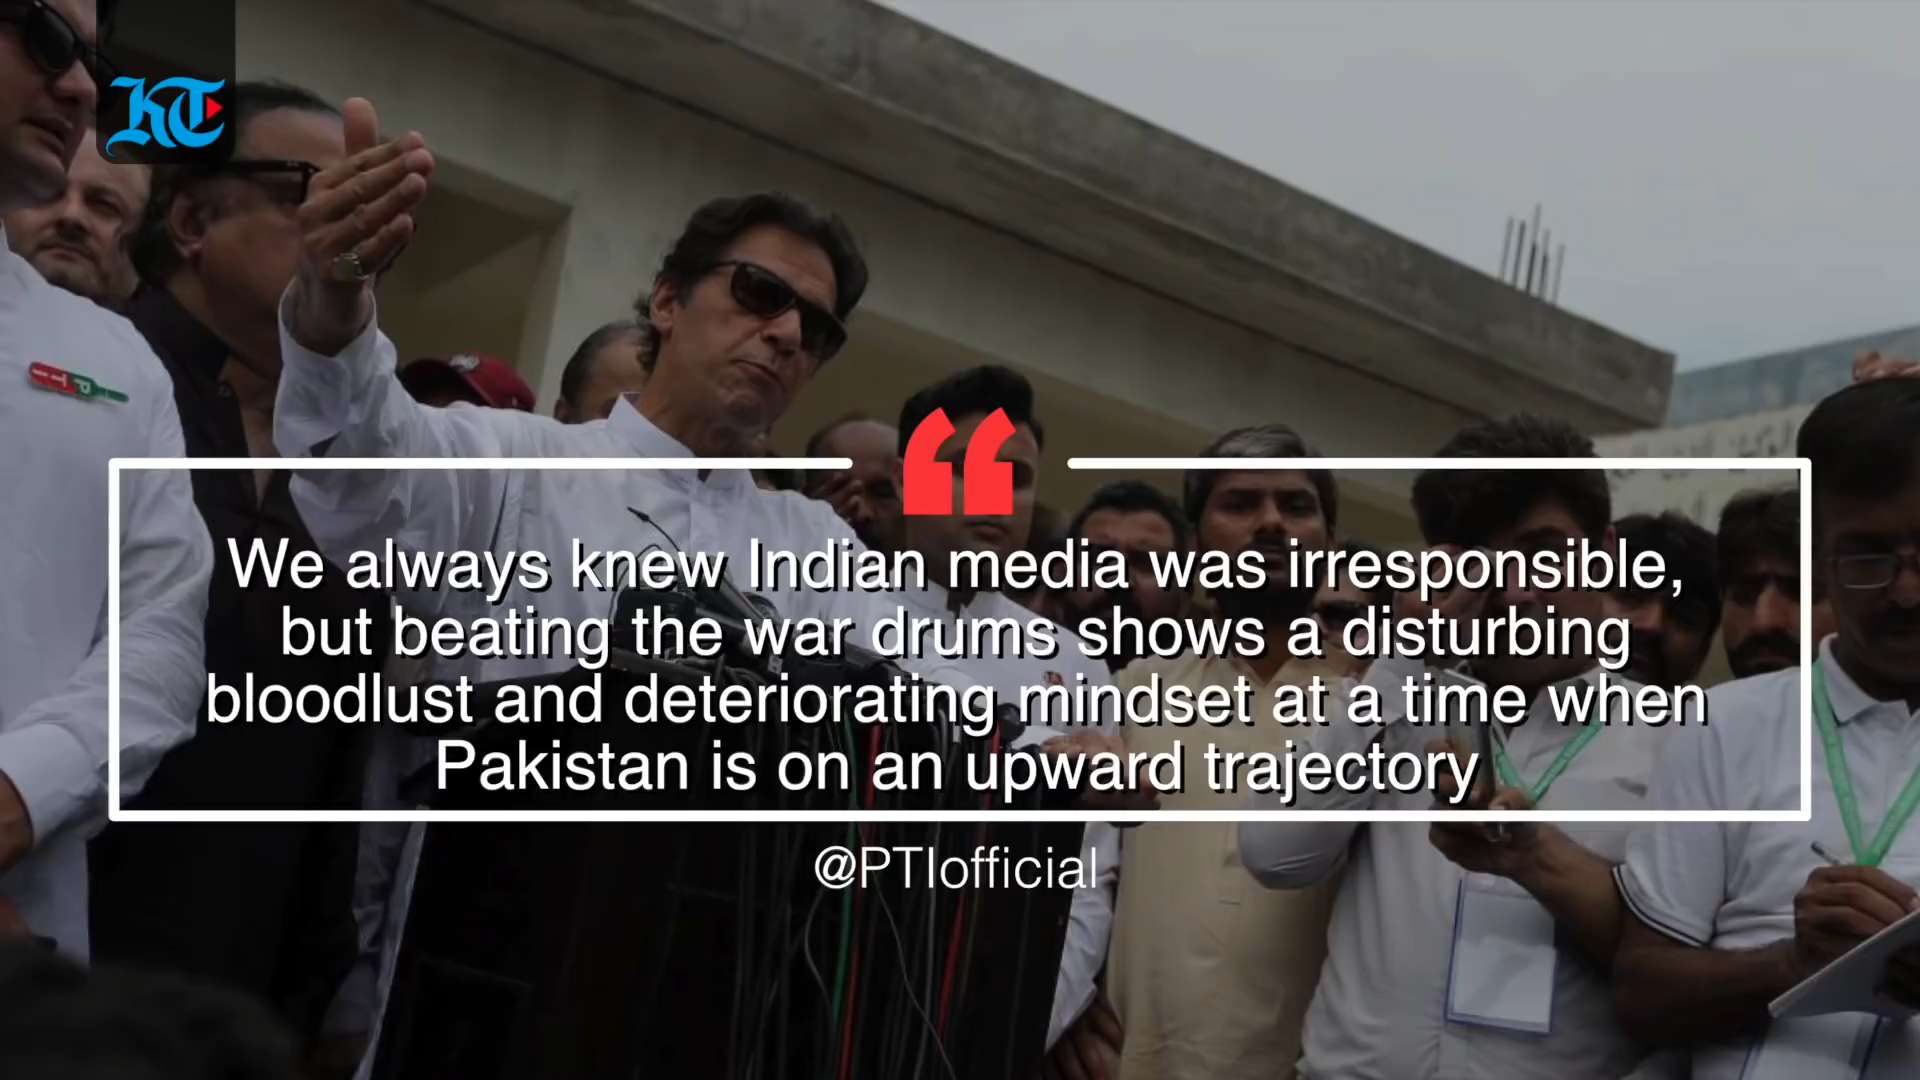 KT
PTI
We always knew Indian media was irresponsible,
but beating the war drums shows a disturbing
bloodlust and deteriorating mindset at a time when
Pakistan is on an upward trajectory
@PTIofficial